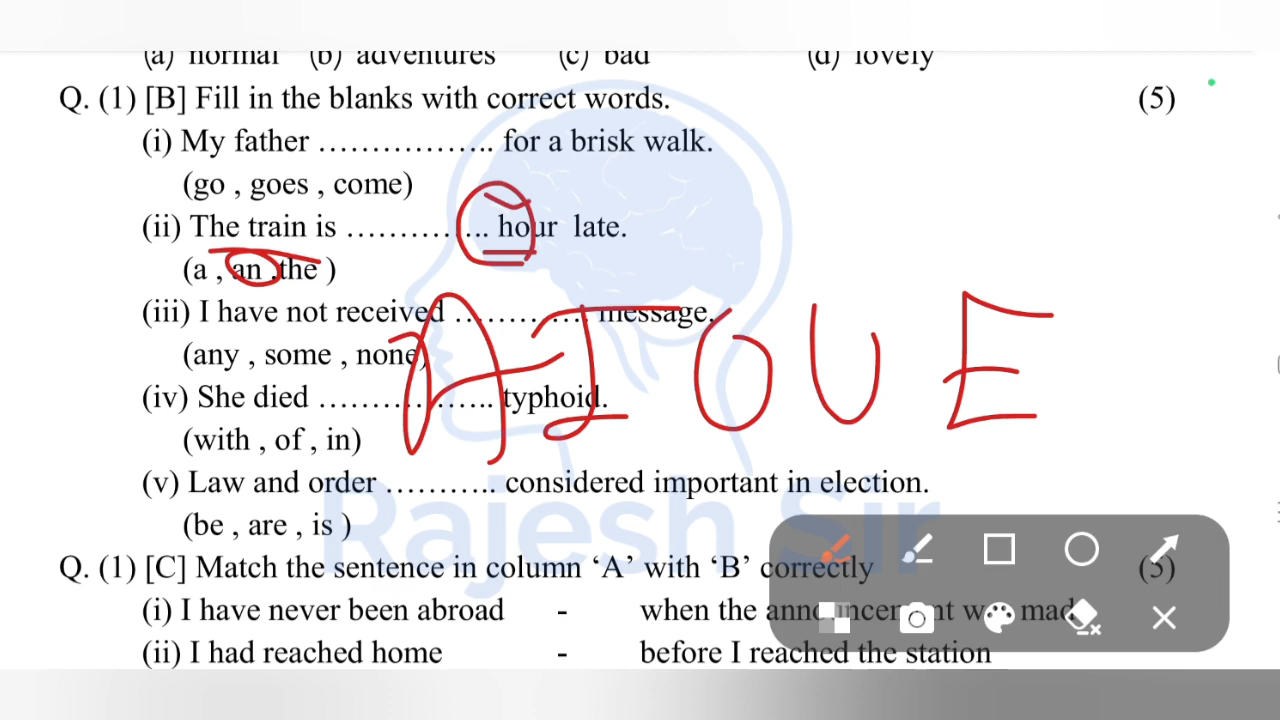 (a) normal (b) adventures (c) bad (d) lovely
Q. (1) [B] Fill in the blanks with correct words. (5)
(i) My father ................. for a brisk walk.
(go , goes , come)
(ii) The train is .............. hour late.
(a , an ,the )
(iii) I have not received ............. message.
(any , some , none)
A I O U E
(iv) She died ................. typhoid.
(with , of , in)
(v) Law and order ........... considered important in election.
(be , are , is )
Rajesh Sir
Q. (1) [C] Match the sentence in column ‘A’ with ‘B’ correctly (5)
(i) I have never been abroad - when the announcement was made
(ii) I had reached home - before I reached the station